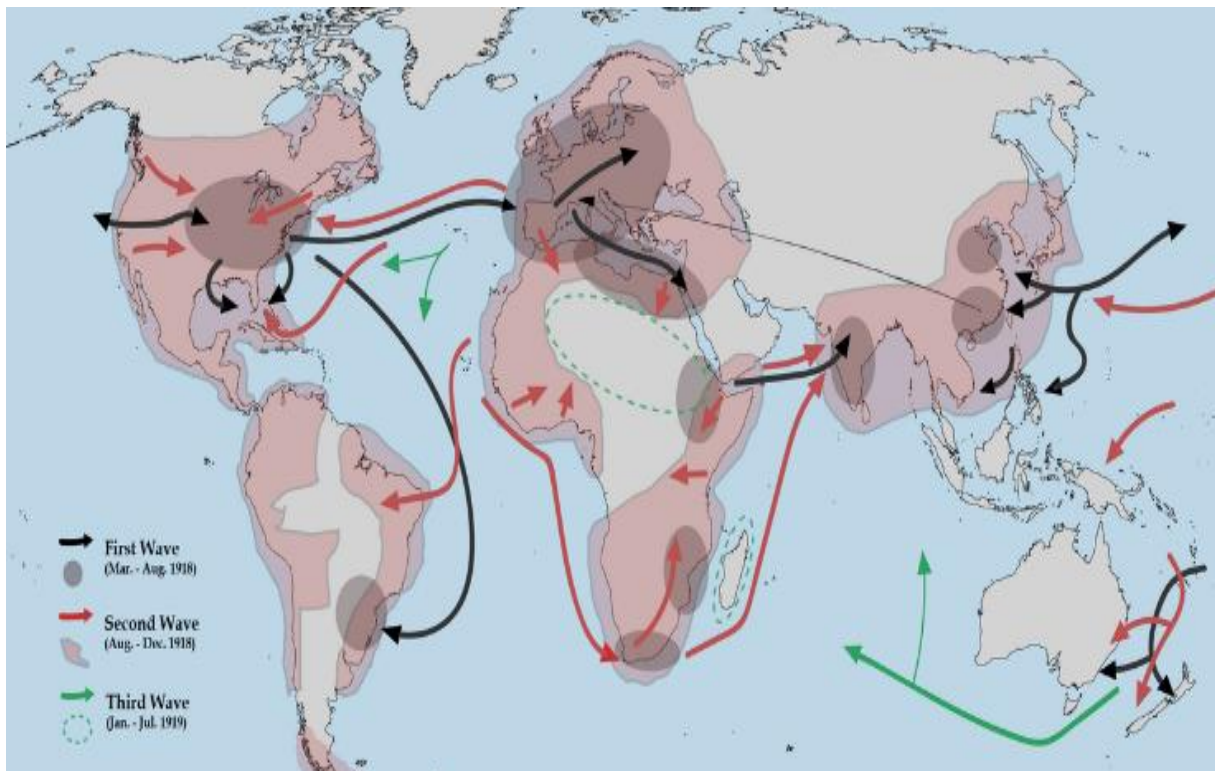 First Wave
(Mar. - Aug. 1918)
Second Wave
(Aug. - Dec. 1918)
Third Wave
(Jan. - Jul. 1919)